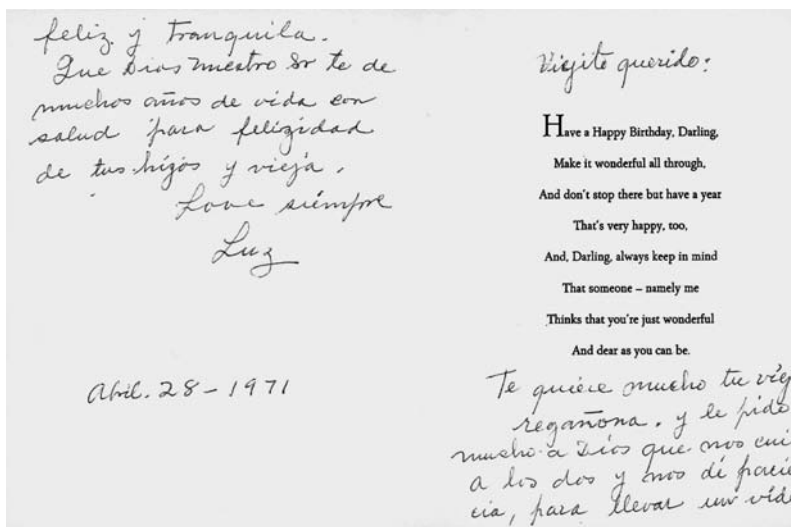 Viejito querido:
Have a Happy Birthday, Darling,
Make it wonderful all through,
And don't stop there but have a year
That's very happy, too,
And, Darling, always keep in mind
That someone – namely me
Thinks that you're just wonderful
And dear as you can be.
Te quiere mucho tu viej
regañona. y le pido
mucho a Dios que nos cui
a los dos y nos dé pacie
cia, para llevar un vid
feliz y tranquila.
Que Dios nuestro Sr te de
muchos años de vida con
salud para felizidad
de tus hijos y vieja.
Love siémpre
Luz
Abril. 28 – 1971